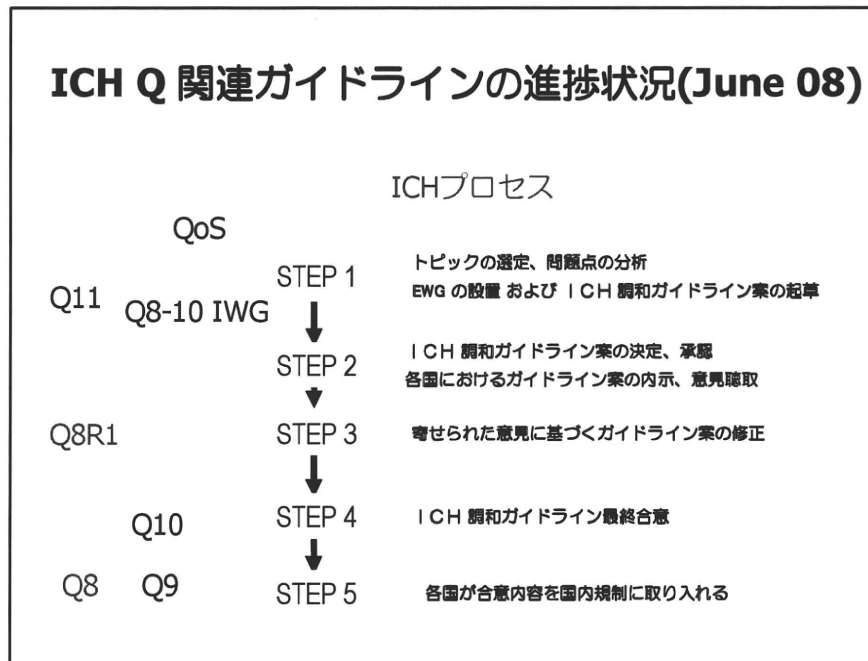 ICH Q 関連ガイドラインの進捗状況(June 08)
ICHプロセス
QoS
STEP 1
トピックの選定、問題点の分析
Q11
Q8-10 IWG
EWG の設置 および ＩＣＨ 調和ガイドライン案の起草
STEP 2
ＩＣＨ 調和ガイドライン案の決定、承認
各国におけるガイドライン案の内示、意見聴取
Q8R1
STEP 3
寄せられた意見に基づくガイドライン案の修正
Q10
STEP 4
ＩＣＨ 調和ガイドライン最終合意
Q8
Q9
STEP 5
各国が合意内容を国内規制に取り入れる